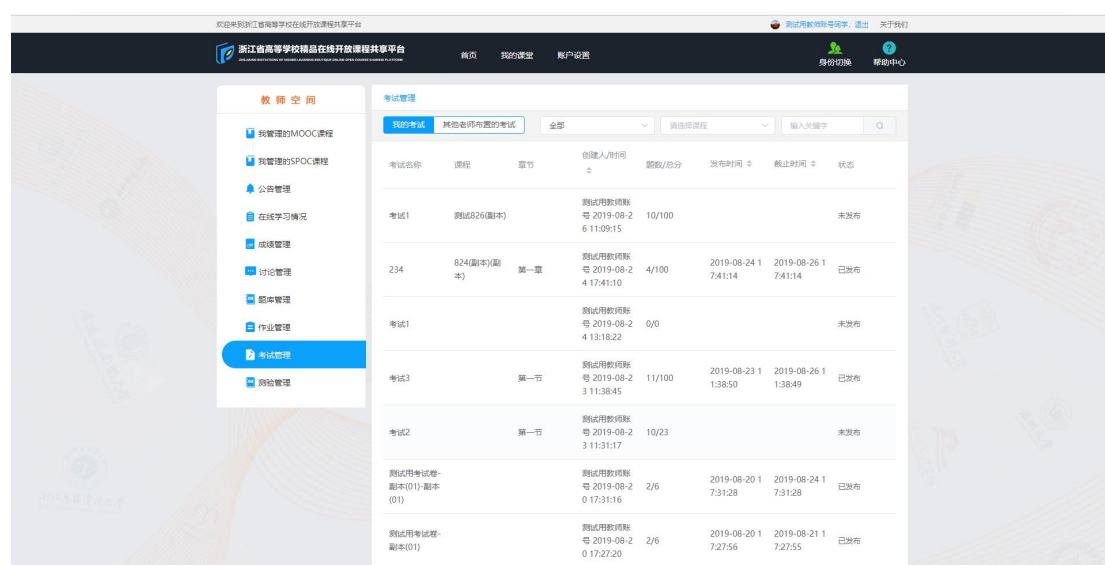 欢迎来到浙江省高等学校在线开放课程共享平台
测试用教师账号同学, 退出 关于我们
浙江省高等学校精品在线开放课程共享平台
首页 我的课堂 账户设置
身份切换 帮助中心
教师空间
我管理的MOOC课程
我管理的SPOC课程
公告管理
在线学习情况
成绩管理
讨论管理
题库管理
作业管理
考试管理
测验管理
考试管理
我的考试 其他老师布置的考试 全部 请选择课程 输入关键字
考试名称 课程 章节 创建人/时间 题数/总分 发布时间 截止时间 状态
测试用教师账
考试1 测试826(副本) 号 2019-08-2 10/100 未发布
6 11:09:15
测试用教师账
824(副本)(副 2019-08-24 1 2019-08-26 1
234 第一章 号 2019-08-2 4/100 已发布
本) 7:41:14 7:41:14
4 17:41:10
测试用教师账
考试1 号 2019-08-2 0/0 未发布
4 13:18:22
测试用教师账
2019-08-23 1 2019-08-26 1
考试3 第一节 号 2019-08-2 11/100 已发布
1:38:50 1:38:49
3 11:38:45
测试用教师账
考试2 第一节 号 2019-08-2 10/23 未发布
3 11:31:17
测试用考试卷- 测试用教师账
2019-08-20 1 2019-08-24 1
副本(01)-副本 号 2019-08-2 2/6 已发布
7:31:28 7:31:28
(01) 0 17:31:16
测试用教师账
测试用考试卷- 2019-08-20 1 2019-08-21 1
号 2019-08-2 2/6 已发布
副本(01) 7:27:56 7:27:55
0 17:27:20